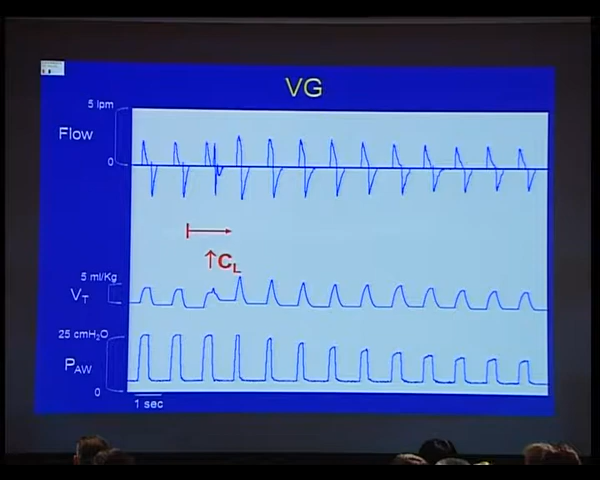 VG
5 lpm
Flow
0
↑CL
5 ml/Kg
VT
25 cmH2O
PAW
0
1 sec